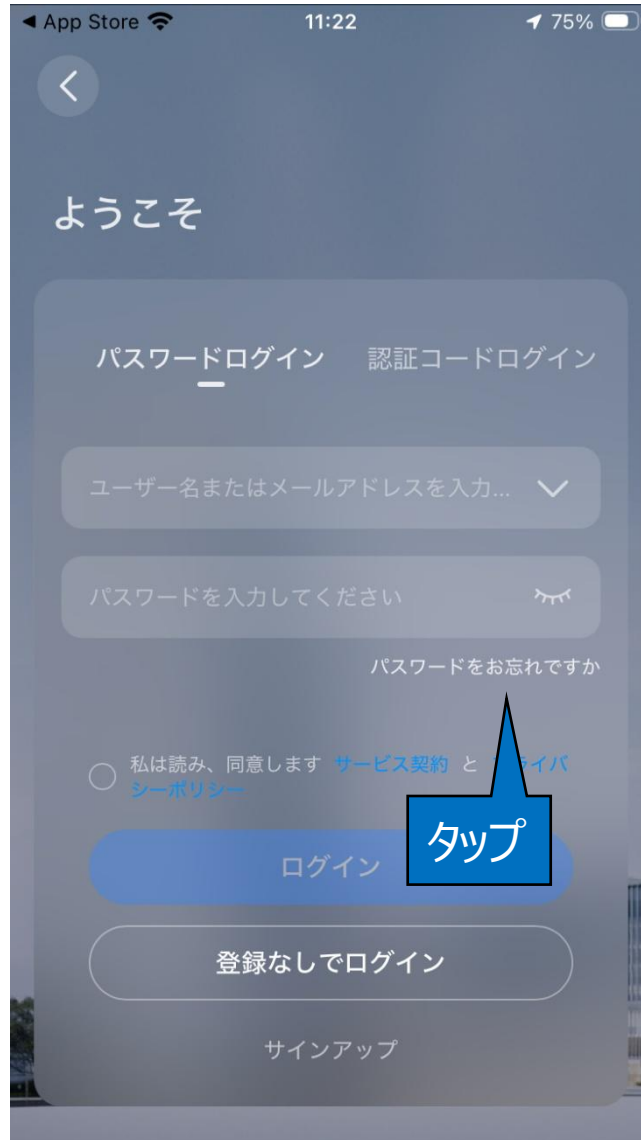 ◀ App Store 11:22 75%
ようこそ
パスワードログイン 認証コードログイン
ユーザー名またはメールアドレスを入力...
パスワードを入力してください
パスワードをお忘れですか
私は読み、同意します サービス契約 と ライバ
シーポリシー
タップ
ログイン
登録なしでログイン
サインアップ